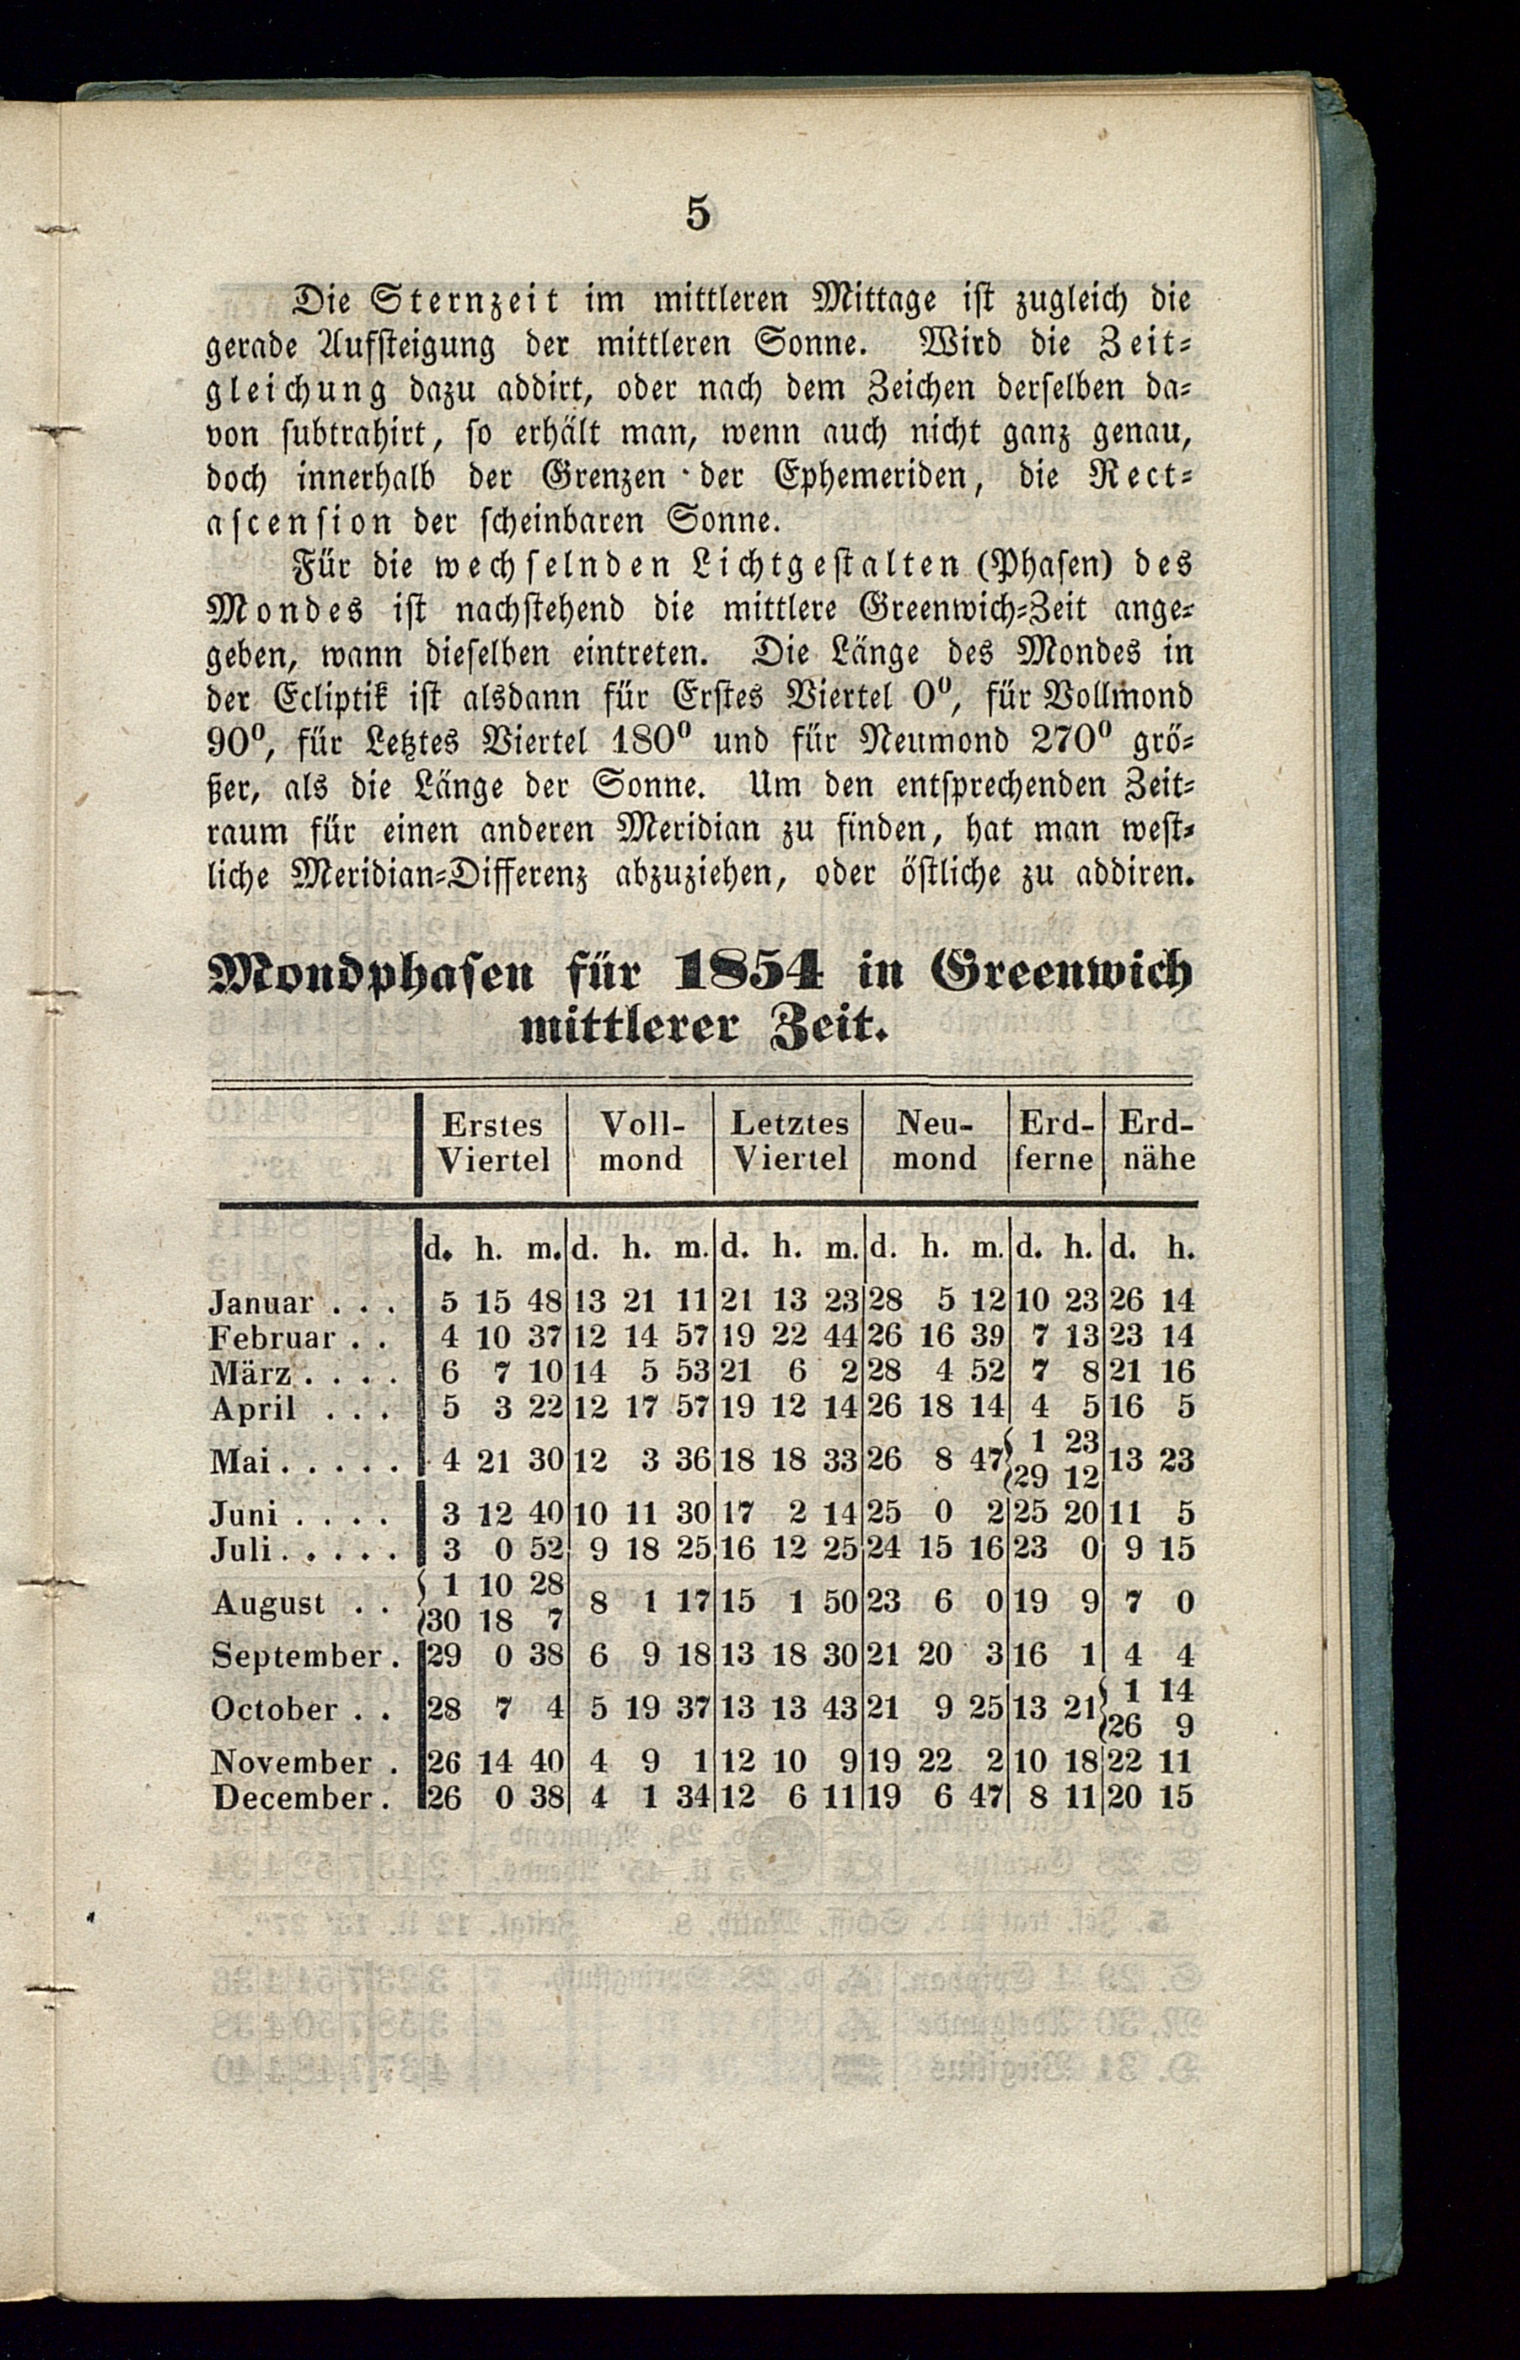 5
Die Sternzeit im mittleren Mittage ist zugleich die
gerade Aufsteigung der mittleren Sonne. Wird die Zeit-
gleichung dazu addirt, oder nach dem Zeichen derselben da-
von subtrahirt, so erhält man, wenn auch nicht ganz genau,
doch innerhalb der Grenzen der Ephemeriden, die Rect-
ascension der scheinbaren Sonne.
Für die wechselnden Lichtgestalten (Phasen) des
Mondes ist nachstehend die mittlere Greenwich-Zeit ange-
geben, wann dieselben eintreten. Die Länge des Mondes in
der Ecliptik ist alsdann für Erstes Viertel 0⁰, für Vollmond
90⁰, für Letztes Viertel 180⁰ und für Neumond 270⁰ grö-
ßer, als die Länge der Sonne. Um den entsprechenden Zeit-
raum für einen anderen Meridian zu finden, hat man west-
liche Meridian-Differenz abzuziehen, oder östliche zu addiren.
Mondphasen für 1854 in Greenwich
mittlerer Zeit.
Erstes Voll- Letztes Neu- Erd- Erd-
Viertel mond Viertel mond ferne nähe
d. h. m. d. h. m. d. h. m. d. h. m. d. h. d. h.
Januar . . . 5 15 48 13 21 11 21 13 23 28 5 12 10 23 26 14
Februar . . 4 10 37 12 14 57 19 22 44 26 16 39 7 13 23 14
März . . . . 6 7 10 14 5 53 21 6 2 28 4 52 7 8 21 16
April . . . 5 3 22 12 17 57 19 12 14 26 18 14 4 5 16 5
Mai . . . . . 4 21 30 12 3 36 18 18 33 26 8 47 { 1 23 13 23
29 12
Juni . . . . 3 12 40 10 11 30 17 2 14 25 0 2 25 20 11 5
Juli . . . . . 3 0 52 9 18 25 16 12 25 24 15 16 23 0 9 15
August . . { 1 10 28 8 1 17 15 1 50 23 6 0 19 9 7 0
30 18 7
September . 29 0 38 6 9 18 13 18 30 21 20 3 16 1 4 4
October . . 28 7 4 5 19 37 13 13 43 21 9 25 13 21 { 1 14
26 9
November . 26 14 40 4 9 1 12 10 9 19 22 2 10 18 22 11
December . 26 0 38 4 1 34 12 6 11 19 6 47 8 11 20 15